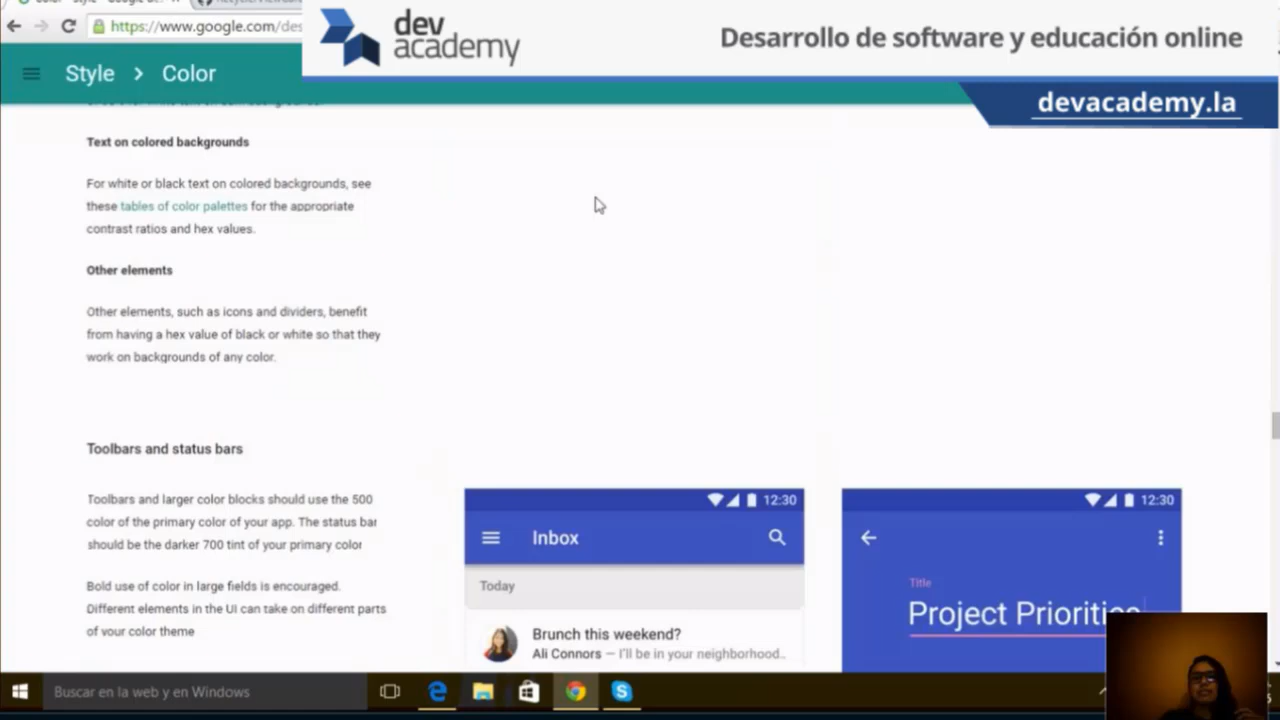 dev
academy
Desarrollo de software y educación online
devacademy.la
https://www.google.com/des
Style > Color
Text on colored backgrounds
For white or black text on colored backgrounds, see
these tables of color palettes for the appropriate
contrast ratios and hex values.
Other elements
Other elements, such as icons and dividers, benefit
from having a hex value of black or white so that they
work on backgrounds of any color.
Toolbars and status bars
Toolbars and larger color blocks should use the 500
color of the primary color of your app. The status bar
should be the darker 700 tint of your primary color
Bold use of color in large fields is encouraged.
Different elements in the UI can take on different parts
of your color theme
12:30
Inbox
Today
Brunch this weekend?
Ali Connors — I'll be in your neighborhood..
12:30
Title
Project Priorities
Buscar en la web y en Windows